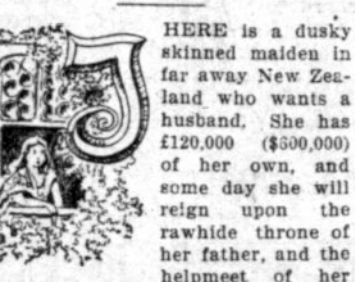 THERE is a dusky
skinned maiden in
far away New Zea-
land who wants a
husband. She has
£120,000 ($600,000)
of her own, and
some day she will
reign upon the
rawhide throne of
her father, and the
helpmeet of her